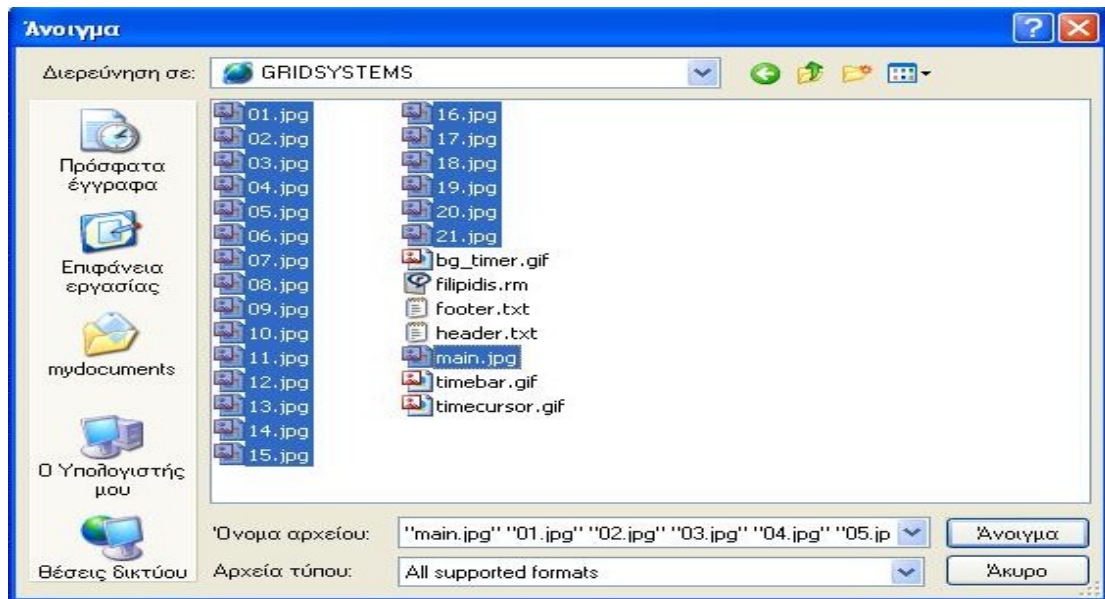 Άνοιγμα
Διερεύνηση σε: GRIDSYSTEMS
Πρόσφατα
έγγραφα
Επιφάνεια
εργασίας
mydocuments
Ο Υπολογιστής
μου
Θέσεις δικτύου
01.jpg
02.jpg
03.jpg
04.jpg
05.jpg
06.jpg
07.jpg
08.jpg
09.jpg
10.jpg
11.jpg
12.jpg
13.jpg
14.jpg
15.jpg
16.jpg
17.jpg
18.jpg
19.jpg
20.jpg
21.jpg
bg_timer.gif
filipidis.rm
footer.txt
header.txt
main.jpg
timebar.gif
timecursor.gif
Όνομα αρχείου: "main.jpg" "01.jpg" "02.jpg" "03.jpg" "04.jpg" "05.jp Άνοιγμα
Αρχεία τύπου: All supported formats Άκυρο